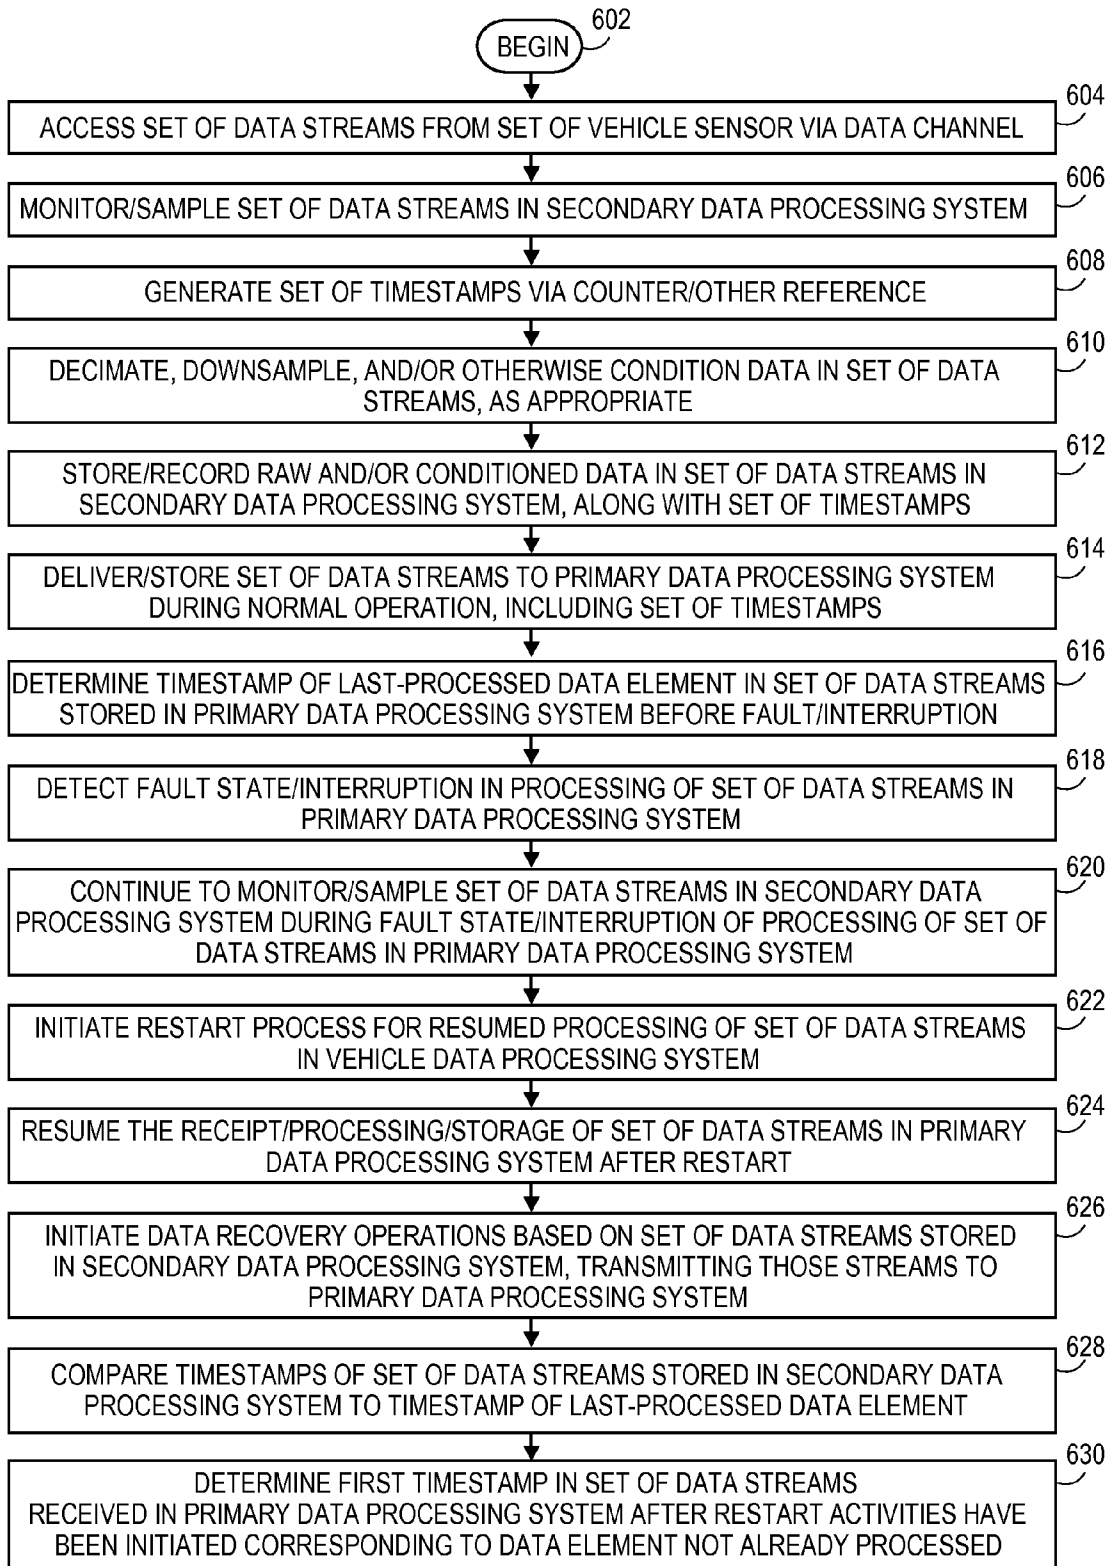 602
BEGIN
604
ACCESS SET OF DATA STREAMS FROM SET OF VEHICLE SENSOR VIA DATA CHANNEL
606
MONITOR/SAMPLE SET OF DATA STREAMS IN SECONDARY DATA PROCESSING SYSTEM
608
GENERATE SET OF TIMESTAMPS VIA COUNTER/OTHER REFERENCE
610
DECIMATE, DOWNSAMPLE, AND/OR OTHERWISE CONDITION DATA IN SET OF DATA
STREAMS, AS APPROPRIATE
612
STORE/RECORD RAW AND/OR CONDITIONED DATA IN SET OF DATA STREAMS IN
SECONDARY DATA PROCESSING SYSTEM, ALONG WITH SET OF TIMESTAMPS
614
DELIVER/STORE SET OF DATA STREAMS TO PRIMARY DATA PROCESSING SYSTEM
DURING NORMAL OPERATION, INCLUDING SET OF TIMESTAMPS
616
DETERMINE TIMESTAMP OF LAST-PROCESSED DATA ELEMENT IN SET OF DATA STREAMS
STORED IN PRIMARY DATA PROCESSING SYSTEM BEFORE FAULT/INTERRUPTION
618
DETECT FAULT STATE/INTERRUPTION IN PROCESSING OF SET OF DATA STREAMS IN
PRIMARY DATA PROCESSING SYSTEM
620
CONTINUE TO MONITOR/SAMPLE SET OF DATA STREAMS IN SECONDARY DATA
PROCESSING SYSTEM DURING FAULT STATE/INTERRUPTION OF PROCESSING OF SET OF
DATA STREAMS IN PRIMARY DATA PROCESSING SYSTEM
622
INITIATE RESTART PROCESS FOR RESUMED PROCESSING OF SET OF DATA STREAMS
IN VEHICLE DATA PROCESSING SYSTEM
624
RESUME THE RECEIPT/PROCESSING/STORAGE OF SET OF DATA STREAMS IN PRIMARY
DATA PROCESSING SYSTEM AFTER RESTART
626
INITIATE DATA RECOVERY OPERATIONS BASED ON SET OF DATA STREAMS STORED
IN SECONDARY DATA PROCESSING SYSTEM, TRANSMITTING THOSE STREAMS TO
PRIMARY DATA PROCESSING SYSTEM
628
COMPARE TIMESTAMPS OF SET OF DATA STREAMS STORED IN SECONDARY DATA
PROCESSING SYSTEM TO TIMESTAMP OF LAST-PROCESSED DATA ELEMENT
630
DETERMINE FIRST TIMESTAMP IN SET OF DATA STREAMS
RECEIVED IN PRIMARY DATA PROCESSING SYSTEM AFTER RESTART ACTIVITIES HAVE
BEEN INITIATED CORRESPONDING TO DATA ELEMENT NOT ALREADY PROCESSED